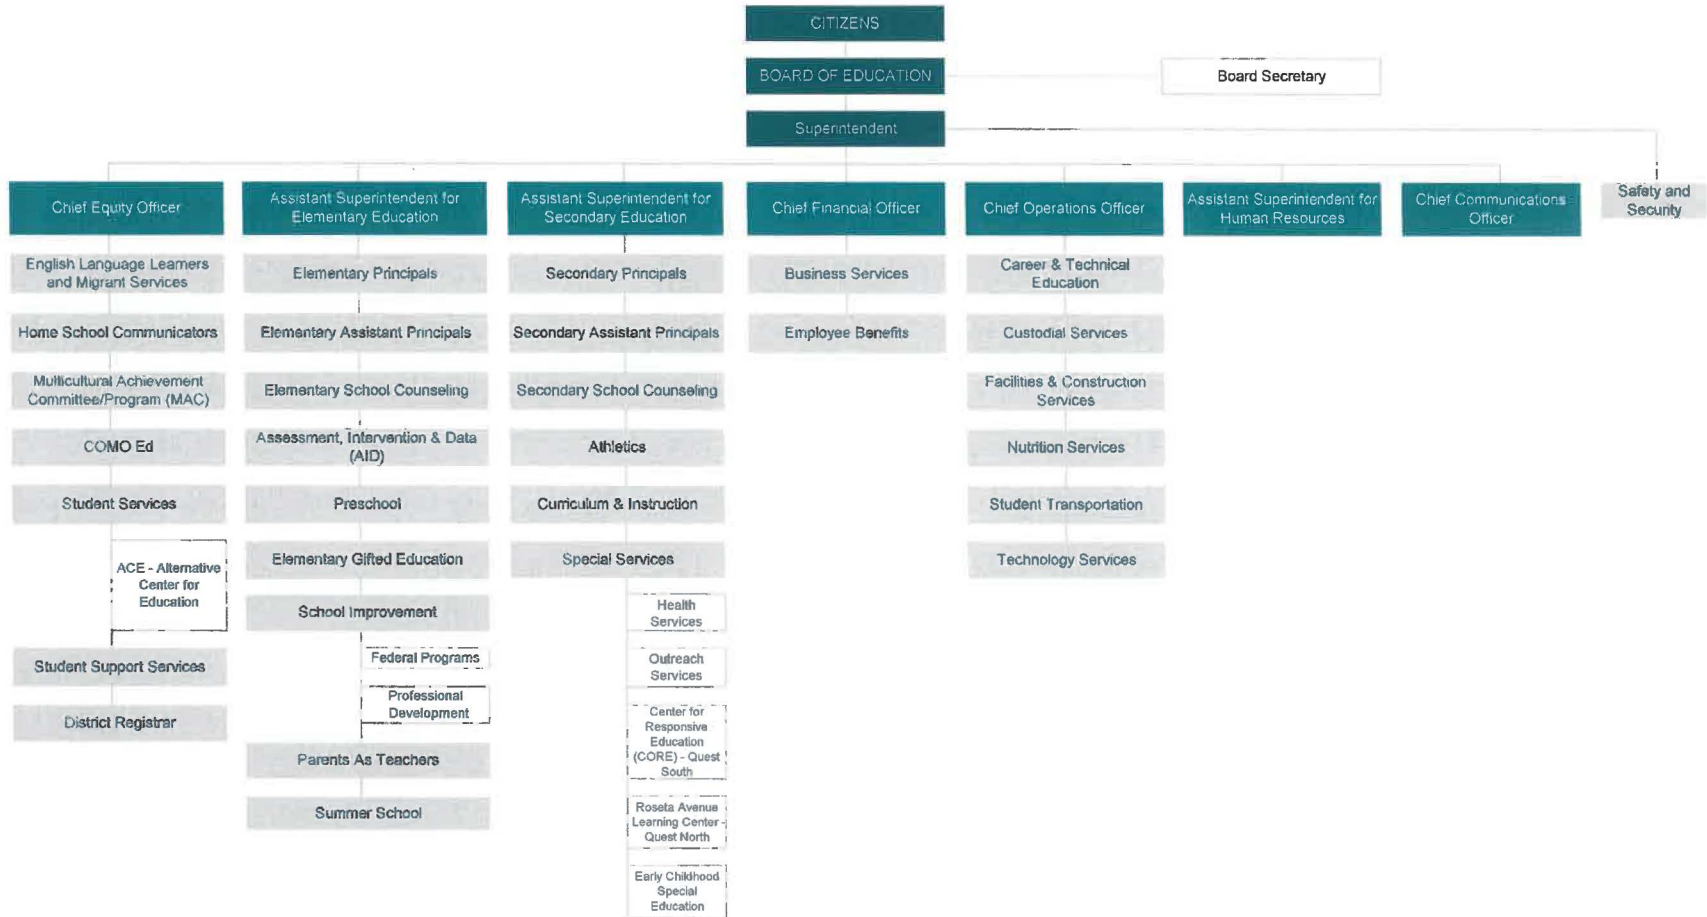 CITIZENS
BOARD OF EDUCATION
Board Secretary
Superintendent
Chief Equity Officer
Assistant Superintendent for
Elementary Education
Assistant Superintendent for
Secondary Education
Chief Financial Officer
Chief Operations Officer
Assistant Superintendent for
Human Resources
Chief Communications
Officer
Safety and
Security
English Language Learners
and Migrant Services
Home School Communicators
Multicultural Achievement
Committee/Program (MAC)
COMO Ed
Student Services
ACE - Alternative
Center for
Education
Student Support Services
District Registrar
Elementary Principals
Elementary Assistant Principals
Elementary School Counseling
Assessment, Intervention & Data
(AID)
Preschool
Elementary Gifted Education
School Improvement
Federal Programs
Professional
Development
Parents As Teachers
Summer School
Secondary Principals
Secondary Assistant Principals
Secondary School Counseling
Athletics
Curriculum & Instruction
Special Services
Health
Services
Outreach
Services
Center for
Responsive
Education
(CORE) - Quest
South
Roseta Avenue
Learning Center -
Quest North
Early Childhood
Special
Education
Business Services
Employee Benefits
Career & Technical
Education
Custodial Services
Facilities & Construction
Services
Nutrition Services
Student Transportation
Technology Services